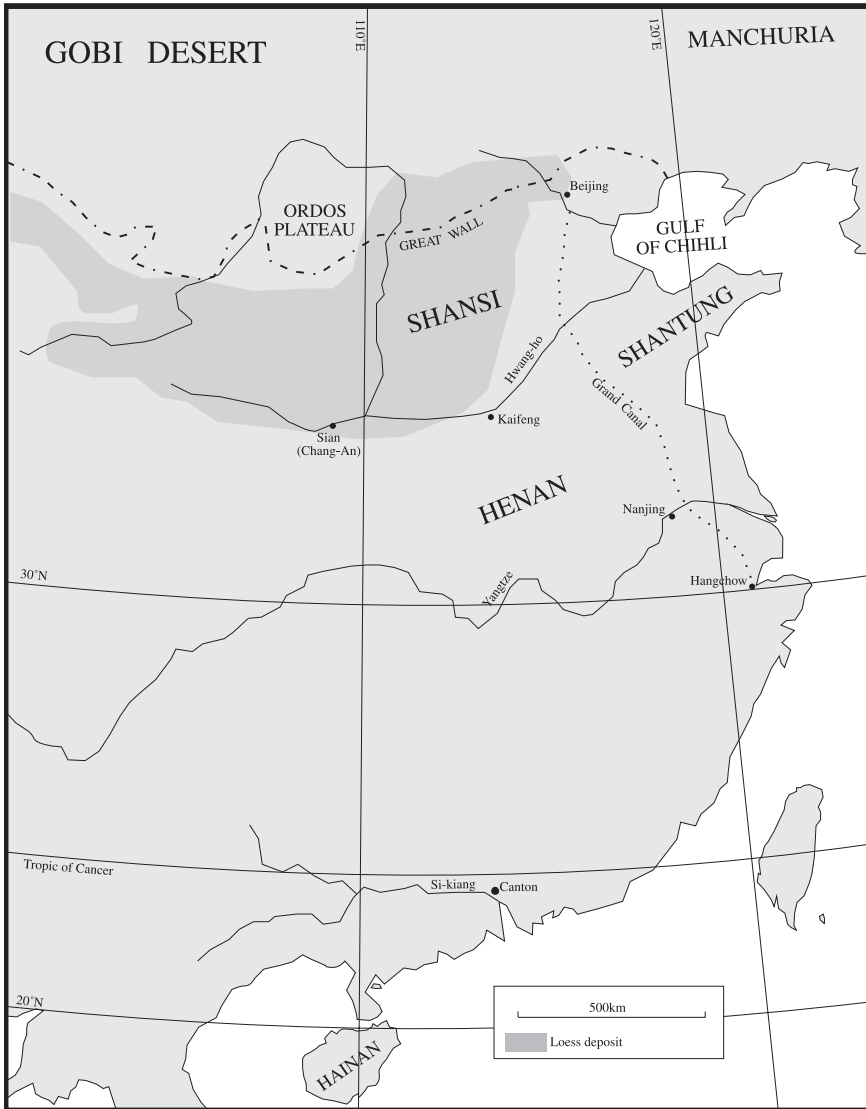 110°E
120°E
GOBI DESERT
MANCHURIA
Beijing
ORDOS
PLATEAU
GREAT WALL
GULF
OF CHIHLI
SHANSI
SHANTUNG
Hwang-ho
Grand Canal
Kaifeng
Sian
(Chang-An)
HENAN
Nanjing
30°N
Yangtze
Hangchow
Tropic of Cancer
Si-kiang
Canton
20°N
500km
Loess deposit
HAINAN